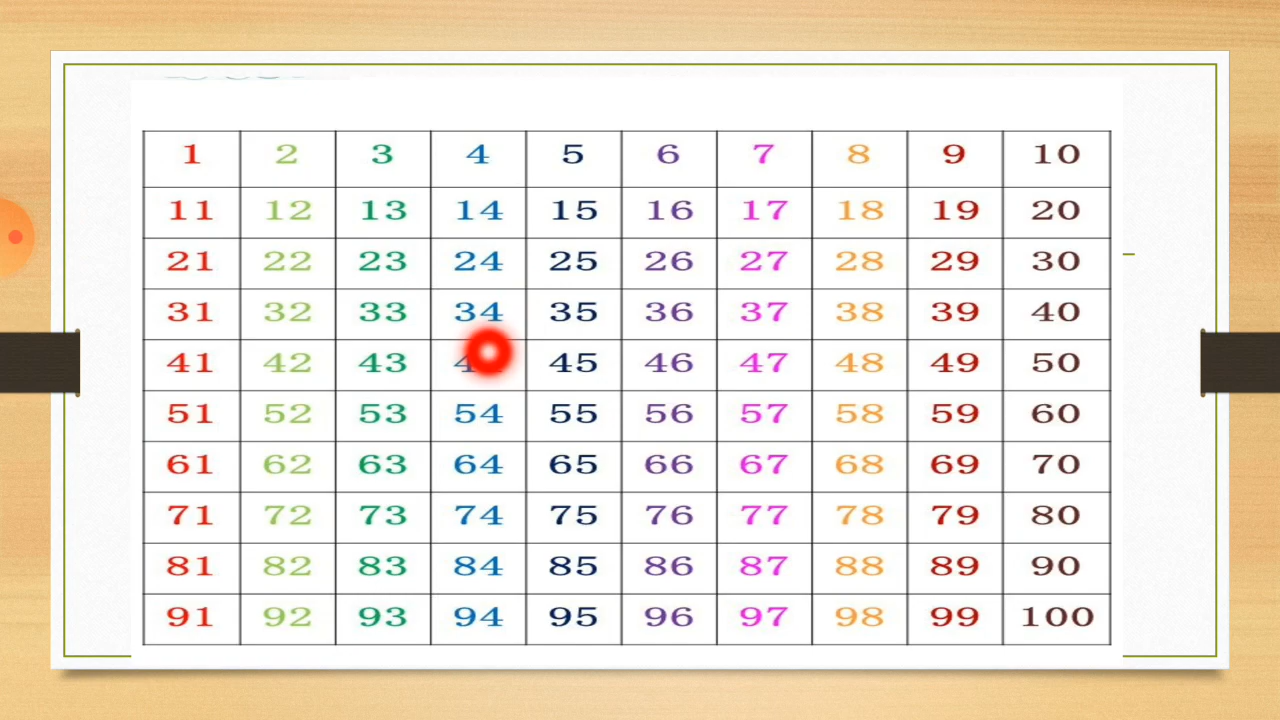 1 2 3 4 5 6 7 8 9 10
11 12 13 14 15 16 17 18 19 20
21 22 23 24 25 26 27 28 29 30
31 32 33 34 35 36 37 38 39 40
41 42 43 45 46 47 48 49 50
51 52 53 54 55 56 57 58 59 60
61 62 63 64 65 66 67 68 69 70
71 72 73 74 75 76 77 78 79 80
81 82 83 84 85 86 87 88 89 90
91 92 93 94 95 96 97 98 99 100